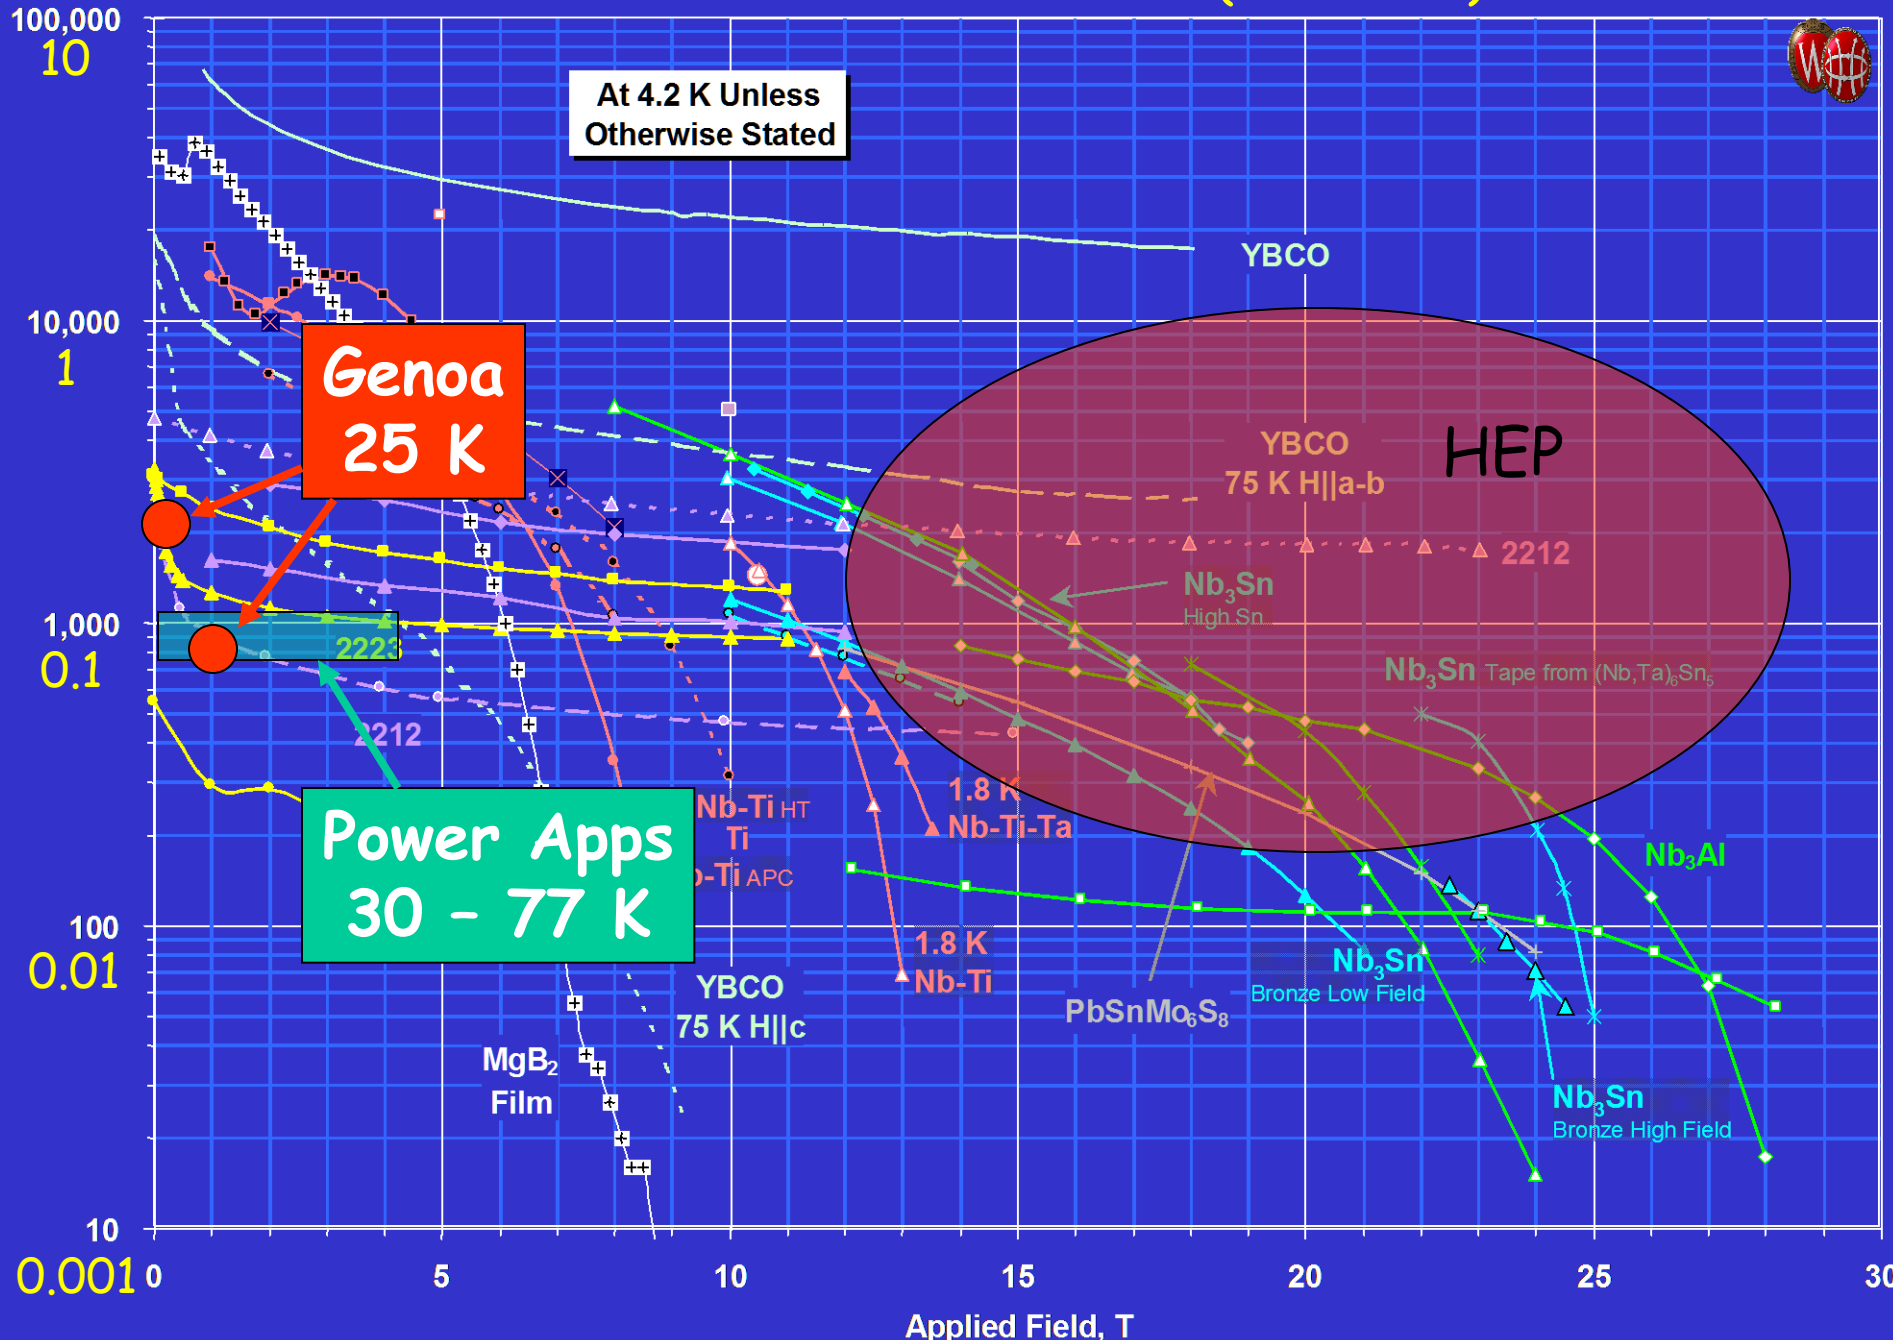 100,000
10
At 4.2 K Unless
Otherwise Stated
YBCO
10,000
1
Genoa
25 K
YBCO
75 K H||a-b
HEP
2212
Nb3Sn
High Sn
1,000
0.1
2223
Nb3Sn Tape from (Nb,Ta)6Sn5
2212
Power Apps
30 - 77 K
Nb-Ti HT
Ti
-Ti APC
1.8 K
Nb-Ti-Ta
Nb3Al
100
0.01
1.8 K
Nb-Ti
Nb3Sn
Bronze Low Field
YBCO
75 K H||c
PbSnMo6S8
MgB2
Film
Nb3Sn
Bronze High Field
10
0.001
0
5
10
15
20
25
30
Applied Field, T